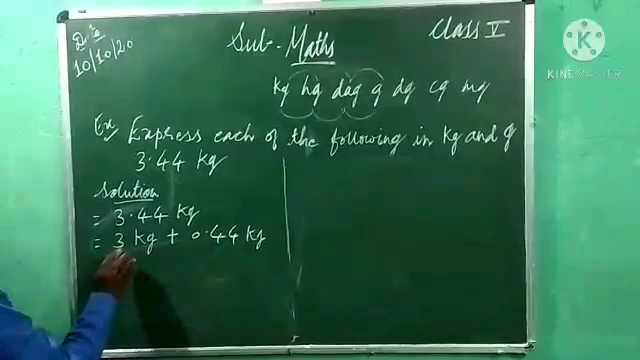 Sub- Maths
Class V
10/10/20
kg hg dag g dg cg mg
Ex Express each of the following in kg and g
3.44 kg
Solution
= 3.44 kg
= 3 kg + 0.44 kg
KINEMASTER